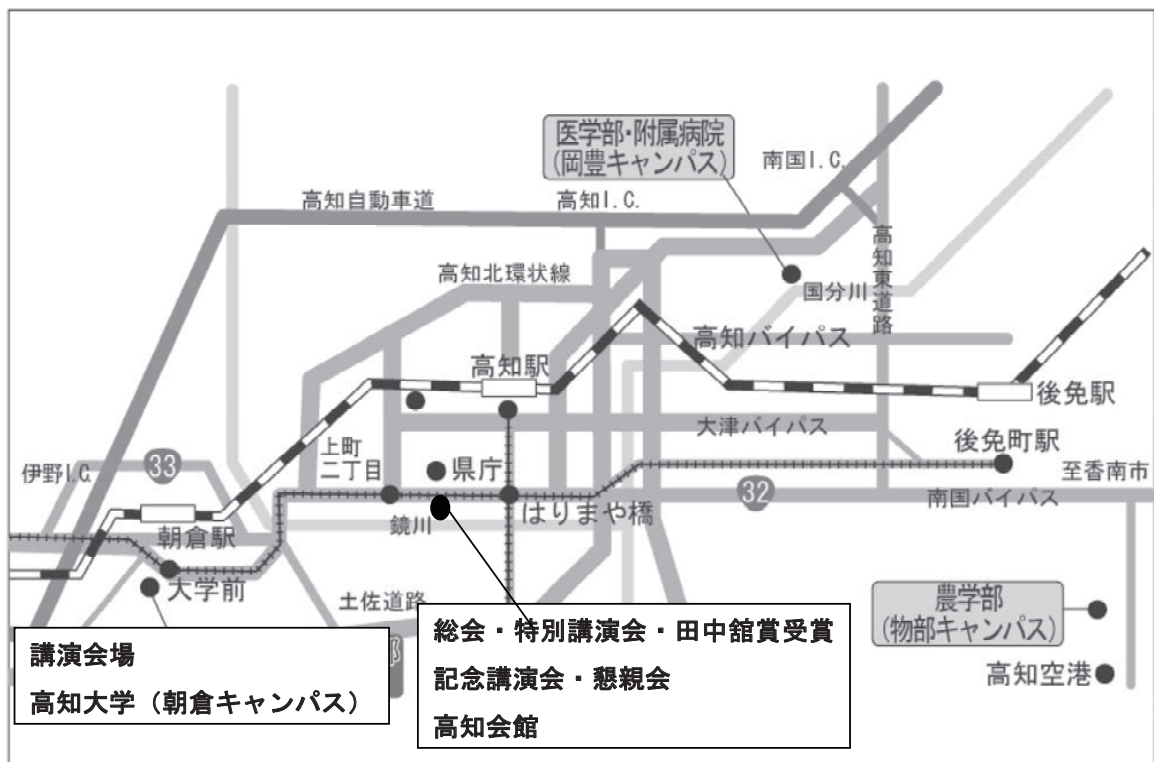 医学部・附属病院
(岡豊キャンパス)
南国I.C.
高知自動車道
高知I.C.
高知東道路
高知北環状線
国分川
高知バイパス
高知駅
後免駅
大津バイパス
上町
二丁目
後免町駅
伊野I.C.
33
県庁
至香南市
32
南国バイパス
はりまや橋
鏡川
朝倉駅
大学前
土佐道路
農学部
(物部キャンパス)
高知空港
講演会場
高知大学（朝倉キャンパス）
総会・特別講演会・田中舘賞受賞
記念講演会・懇親会
高知会館